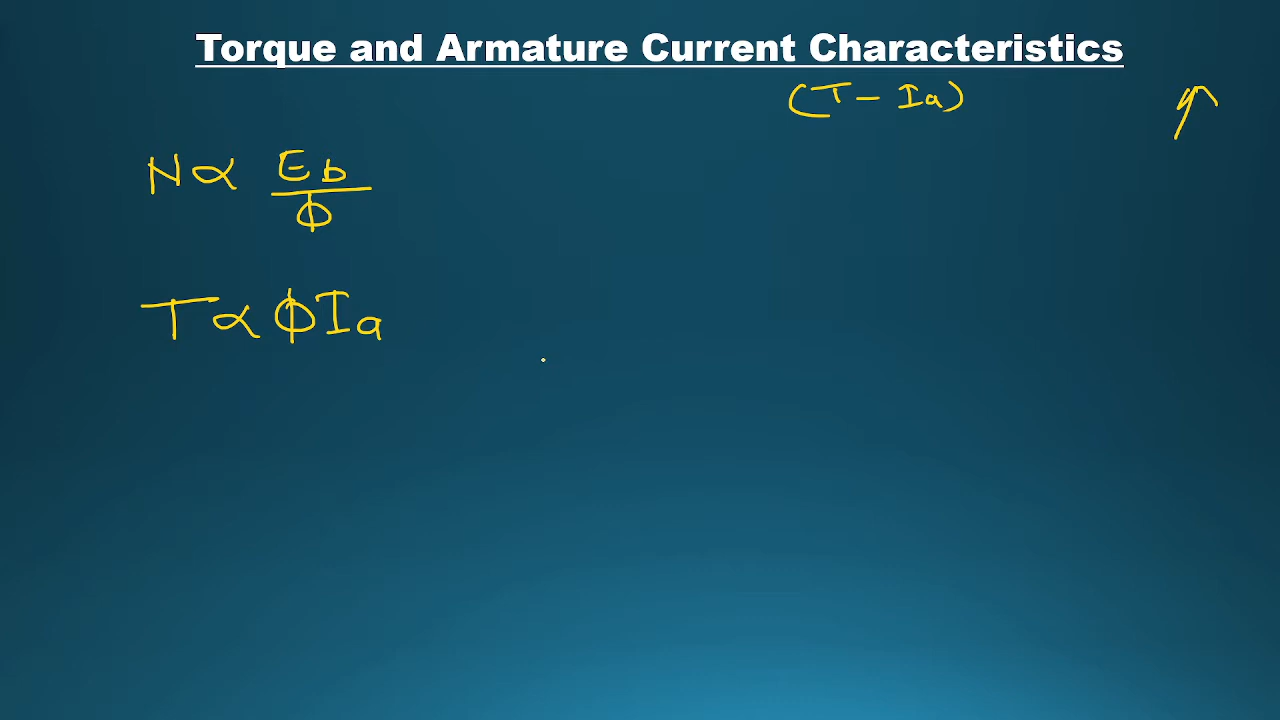 Torque and Armature Current Characteristics
(T - Ia)
N ∝ Eb/Φ
T ∝ ΦIa